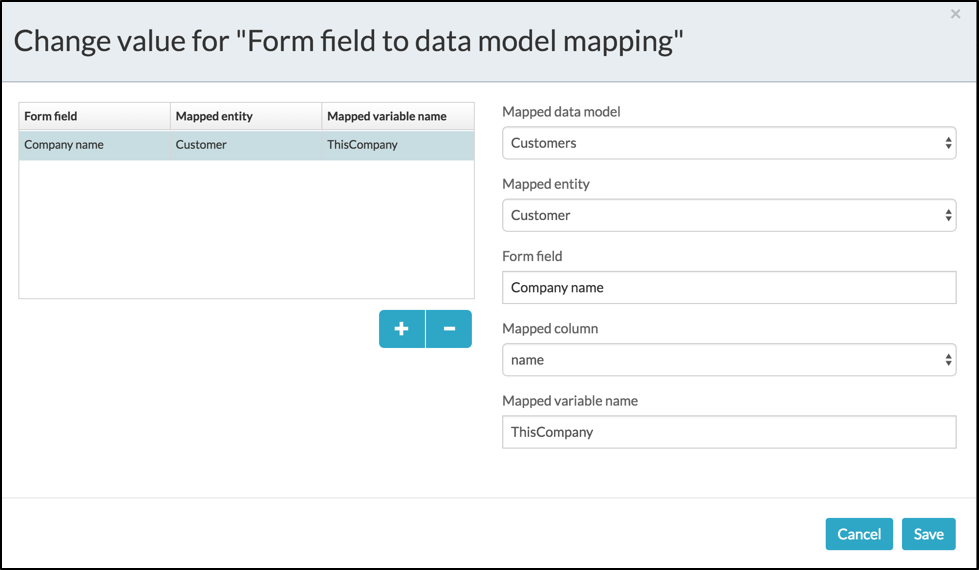 Change value for "Form field to data model mapping"
×
Form field Mapped entity Mapped variable name
Company name Customer ThisCompany
+ −
Mapped data model
Customers
Mapped entity
Customer
Form field
Company name
Mapped column
name
Mapped variable name
ThisCompany
Cancel Save